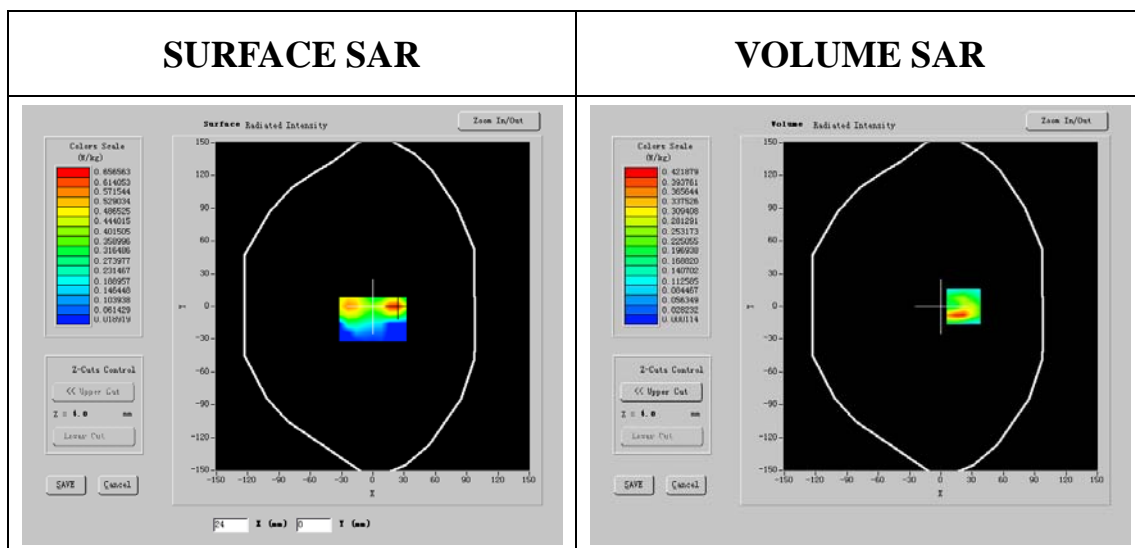 SURFACE SAR
VOLUME SAR
Surface Radiated Intensity
Zoom In/Out
Colors Scale
(W/kg)
0.656563
0.614053
0.571544
0.529034
0.486525
0.444015
0.401505
0.358996
0.316486
0.273977
0.231467
0.188957
0.146448
0.103938
0.061429
0.018919
150
120
90
60
30
0
-30
-60
-90
-120
-150
Y
-150 -120 -90 -60 -30 0 30 60 90 120 150
X
Z-Cuts Control
<< Upper Cut
Z = 4.0 mm
Lower Cut
SAVE Cancel
24 X (mm) 0 Y (mm)
Volume Radiated Intensity
Zoom In/Out
Colors Scale
(W/kg)
0.421879
0.393761
0.365644
0.337526
0.309408
0.281291
0.253173
0.225055
0.196938
0.168820
0.140702
0.112585
0.084467
0.056349
0.028232
0.000114
150
120
90
60
30
0
-30
-60
-90
-120
-150
Y
-150 -120 -90 -60 -30 0 30 60 90 120 150
X
Z-Cuts Control
<< Upper Cut
Z = 4.0 mm
Lower Cut
SAVE Cancel